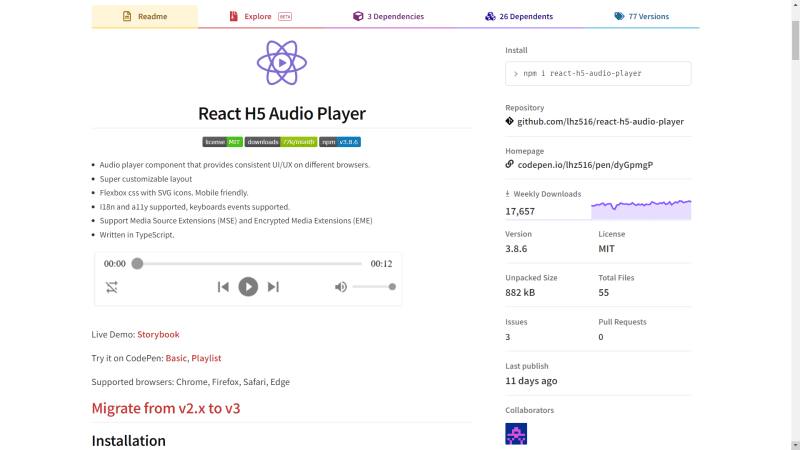 Readme
Explore BETA
3 Dependencies
26 Dependents
77 Versions
React H5 Audio Player
license MIT downloads 77k/month npm v3.8.6
Audio player component that provides consistent UI/UX on different browsers.
Super customizable layout
Flexbox css with SVG icons. Mobile friendly.
I18n and a11y supported, keyboards events supported.
Support Media Source Extensions (MSE) and Encrypted Media Extensions (EME)
Written in TypeScript.
00:00 00:12
Live Demo: Storybook
Try it on CodePen: Basic, Playlist
Supported browsers: Chrome, Firefox, Safari, Edge
Migrate from v2.x to v3
Installation
Install
> npm i react-h5-audio-player
Repository
github.com/lhz516/react-h5-audio-player
Homepage
codepen.io/lhz516/pen/dyGpmgP
Weekly Downloads
17,657
Version License
3.8.6 MIT
Unpacked Size Total Files
882 kB 55
Issues Pull Requests
3 0
Last publish
11 days ago
Collaborators